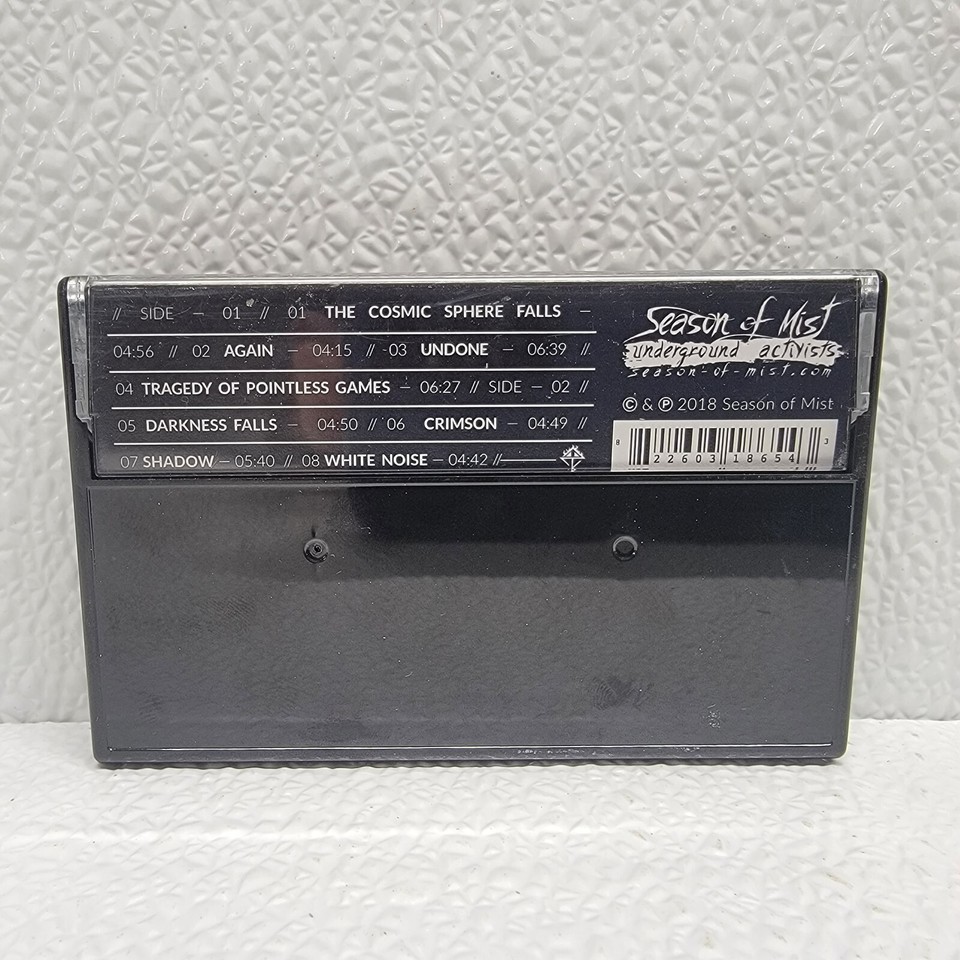 // SIDE — 01 // 01 THE COSMIC SPHERE FALLS —
04:56 // 02 AGAIN — 04:15 // 03 UNDONE — 06:39 //
04 TRAGEDY OF POINTLESS GAMES — 06:27 // SIDE — 02 //
05 DARKNESS FALLS — 04:50 // 06 CRIMSON — 04:49 //
07 SHADOW — 05:40 // 08 WHITE NOISE — 04:42 //
Season of Mist
underground activists
season-of-mist.com
© & ℗ 2018 Season of Mist
8 22603 18654 3